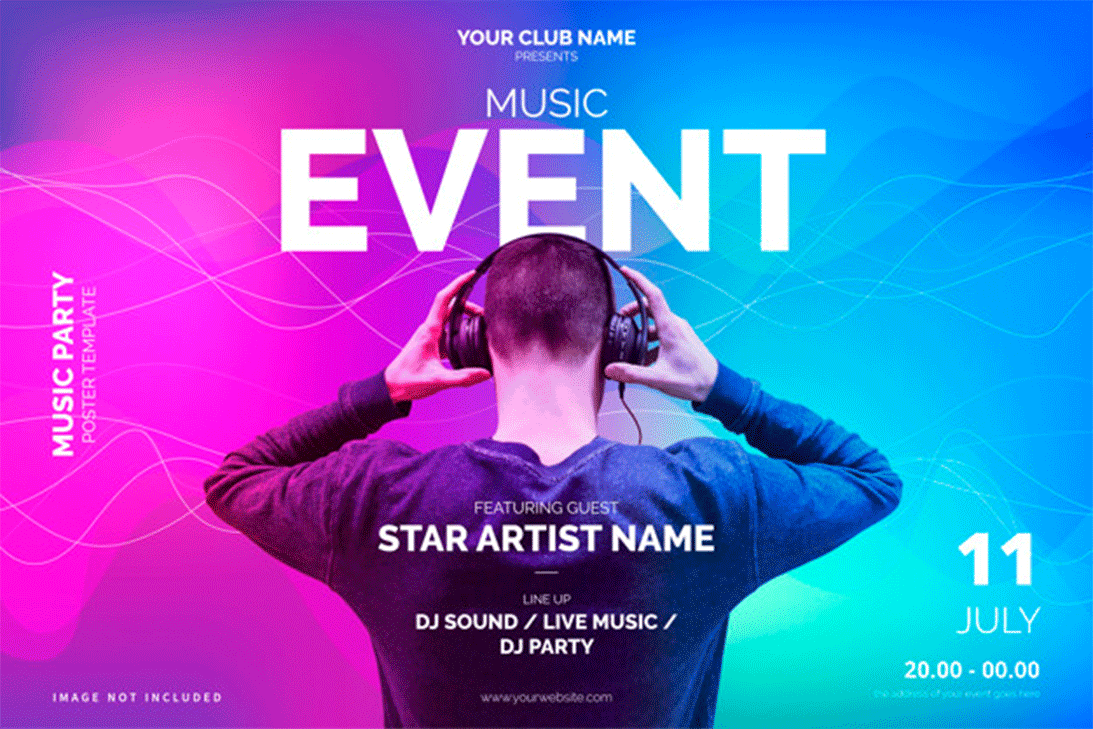 YOUR CLUB NAME
PRESENTS
MUSIC
EVENT
MUSIC PARTY
POSTER TEMPLATE
FEATURING GUEST
STAR ARTIST NAME
LINE UP
DJ SOUND / LIVE MUSIC /
DJ PARTY
11
JULY
20.00 - 00.00
the address of your event goes here
IMAGE NOT INCLUDED
www.yourwebsite.com